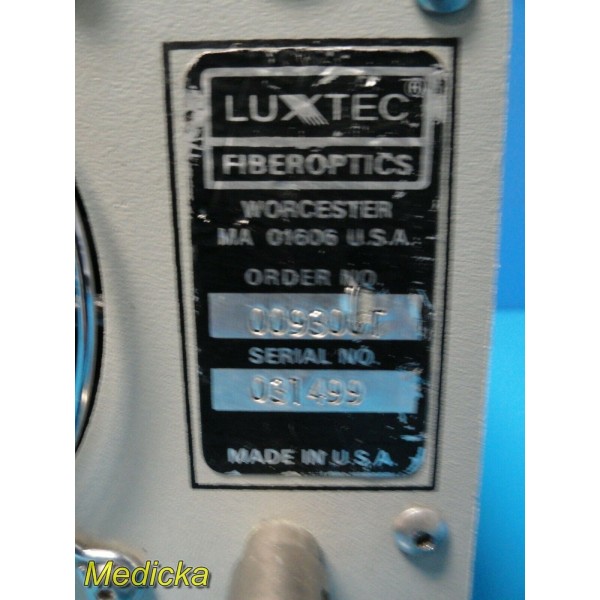 LUXTEC®
FIBEROPTICS
WORCESTER
MA 01606 U.S.A.
ORDER NO.
SERIAL NO.
031499
MADE IN U.S.A.
Medicka